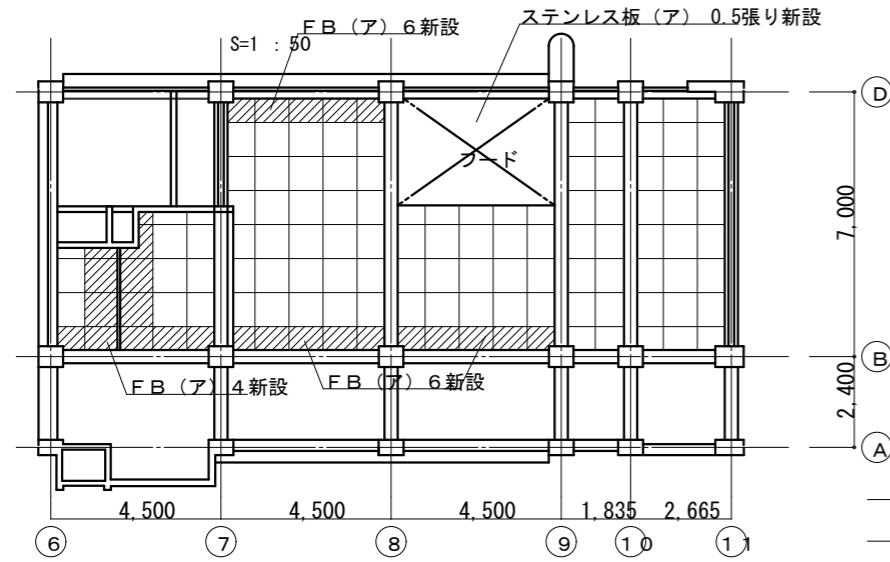 ステンレス板（ア） 0.5張り新設
ＦＢ（ア）６新設
S=1 : 50
D
フード
7,000
B
ＦＢ（ア）４新設
ＦＢ（ア）６新設
2,400
A
4,500 4,500 4,500 1,835 2,665
６ ７ ８ ９ １０ １１